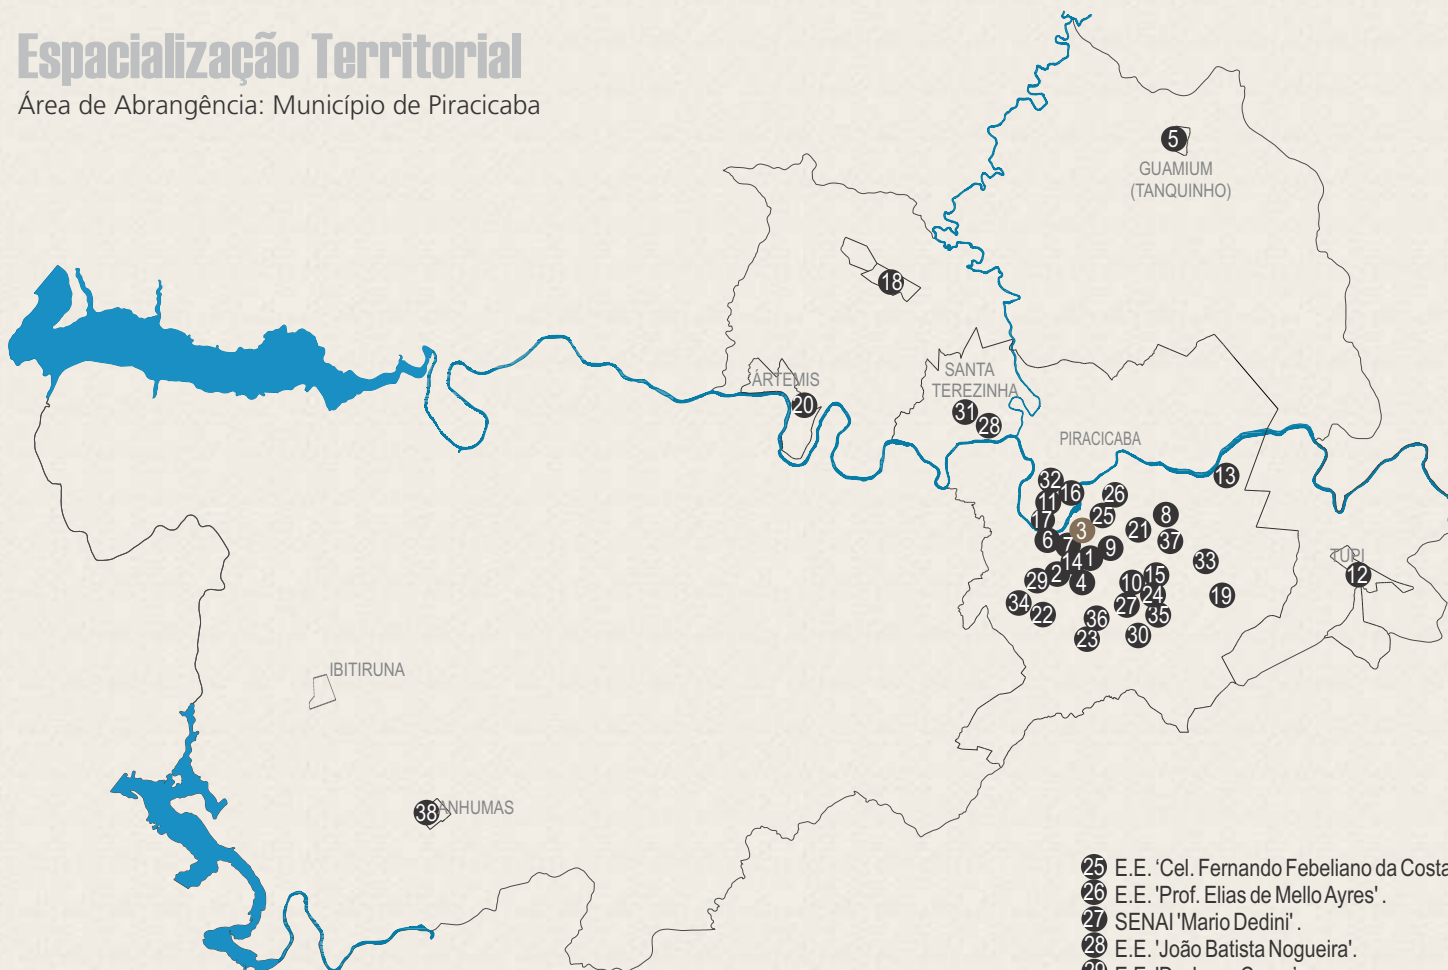 Espacialização Territorial
Área de Abrangência: Município de Piracicaba
5
GUAMIUM
(TANQUINHO)
18
SANTA
TEREZINHA
ÁRTEMIS
20
31
28
PIRACICABA
13
32
16
26
11
25
8
17
3
21
6
7
9
37
14
1
33
TUPI
12
2
29
4
10
15
24
19
34
27
22
36
35
23
30
IBITIRUNA
38
ANHUMAS
25 E.E. ‘Cel. Fernando Febeliano da Costa
26 E.E. 'Prof. Elias de Mello Ayres' .
27 SENAI 'Mario Dedini' .
28 E.E. 'João Batista Nogueira'.
29